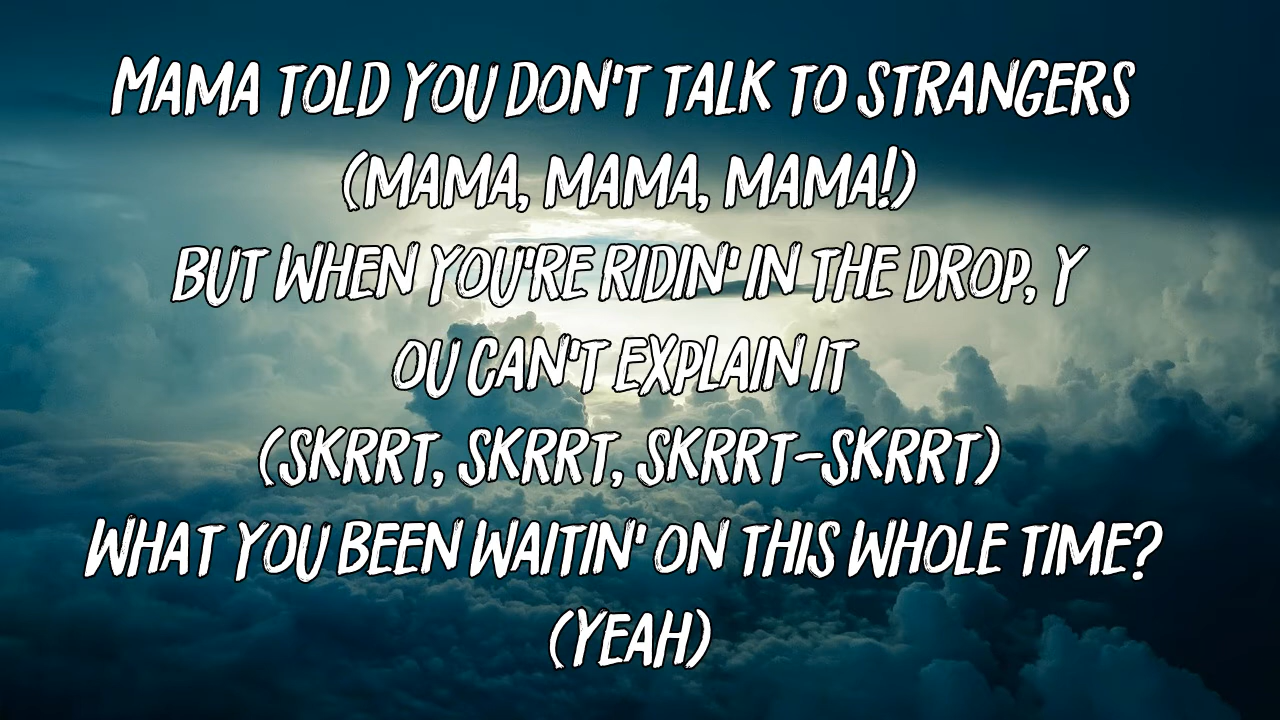 MAMA TOLD YOU DON'T TALK TO STRANGERS
(MAMA, MAMA, MAMA!)
BUT WHEN YOU'RE RIDIN' IN THE DROP, Y
OU CAN'T EXPLAIN IT
(SKRRT, SKRRT, SKRRT-SKRRT)
WHAT YOU BEEN WAITIN' ON THIS WHOLE TIME?
(YEAH)